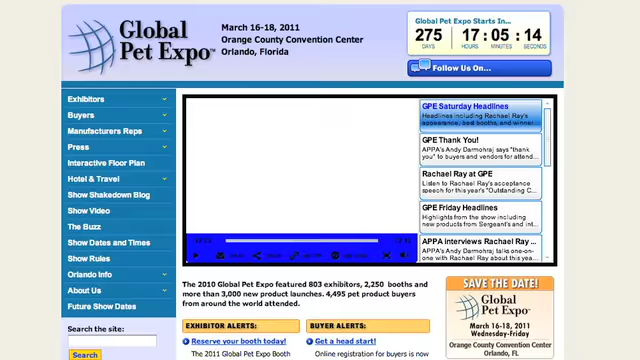 Global
Pet Expo™
March 16-18, 2011
Orange County Convention Center
Orlando, Florida
Global Pet Expo Starts In...
275 17 : 05 : 14
DAYS HOURS MINUTES SECONDS
Follow Us On...
Exhibitors
Buyers
Manufacturers Reps
Press
Interactive Floor Plan
Hotel & Travel
Show Shakedown Blog
Show Video
The Buzz
Show Dates and Times
Show Rules
Orlando Info
About Us
Future Show Dates
Search the site:
Search
GPE Saturday Headlines
Headlines including Rachael Ray's
appearance, best booths, and winner...
GPE Thank You!
APPA's Andy Darmohraj says "thank
you" to buyers and vendors for attend...
Rachael Ray at GPE
Listen to Rachael Ray's acceptance
speech for this year's "Outstanding C...
GPE Friday Headlines
Highlights from the show including
new products from Sergeant's and int...
APPA interviews Rachael Ray ...
APPA's Andy Darmohraj talks one-on-
one with Rachael Ray about this year...
The 2010 Global Pet Expo featured 803 exhibitors, 2,250 booths and
more than 3,000 new product launches. 4,495 pet product buyers
from around the world attended.
EXHIBITOR ALERTS:
Reserve your booth today!
The 2011 Global Pet Expo Booth
BUYER ALERTS:
Get a head start!
Online registration for buyers is now
SAVE THE DATE!
Global
Pet Expo
March 16-18, 2011
Wednesday-Friday
Orange County Convention Center
Orlando, FL